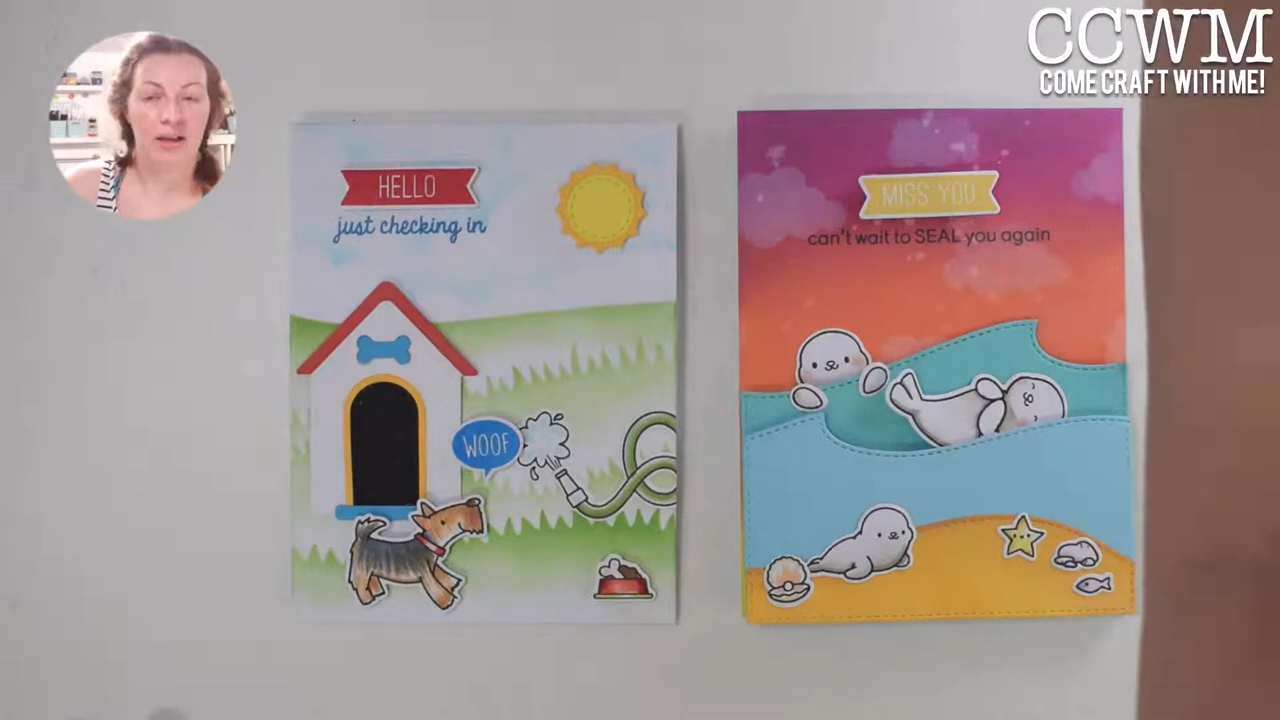 CCWM
COME CRAFT WITH ME!
HELLO
just checking in
WOOF
MISS YOU
can't wait to SEAL you again